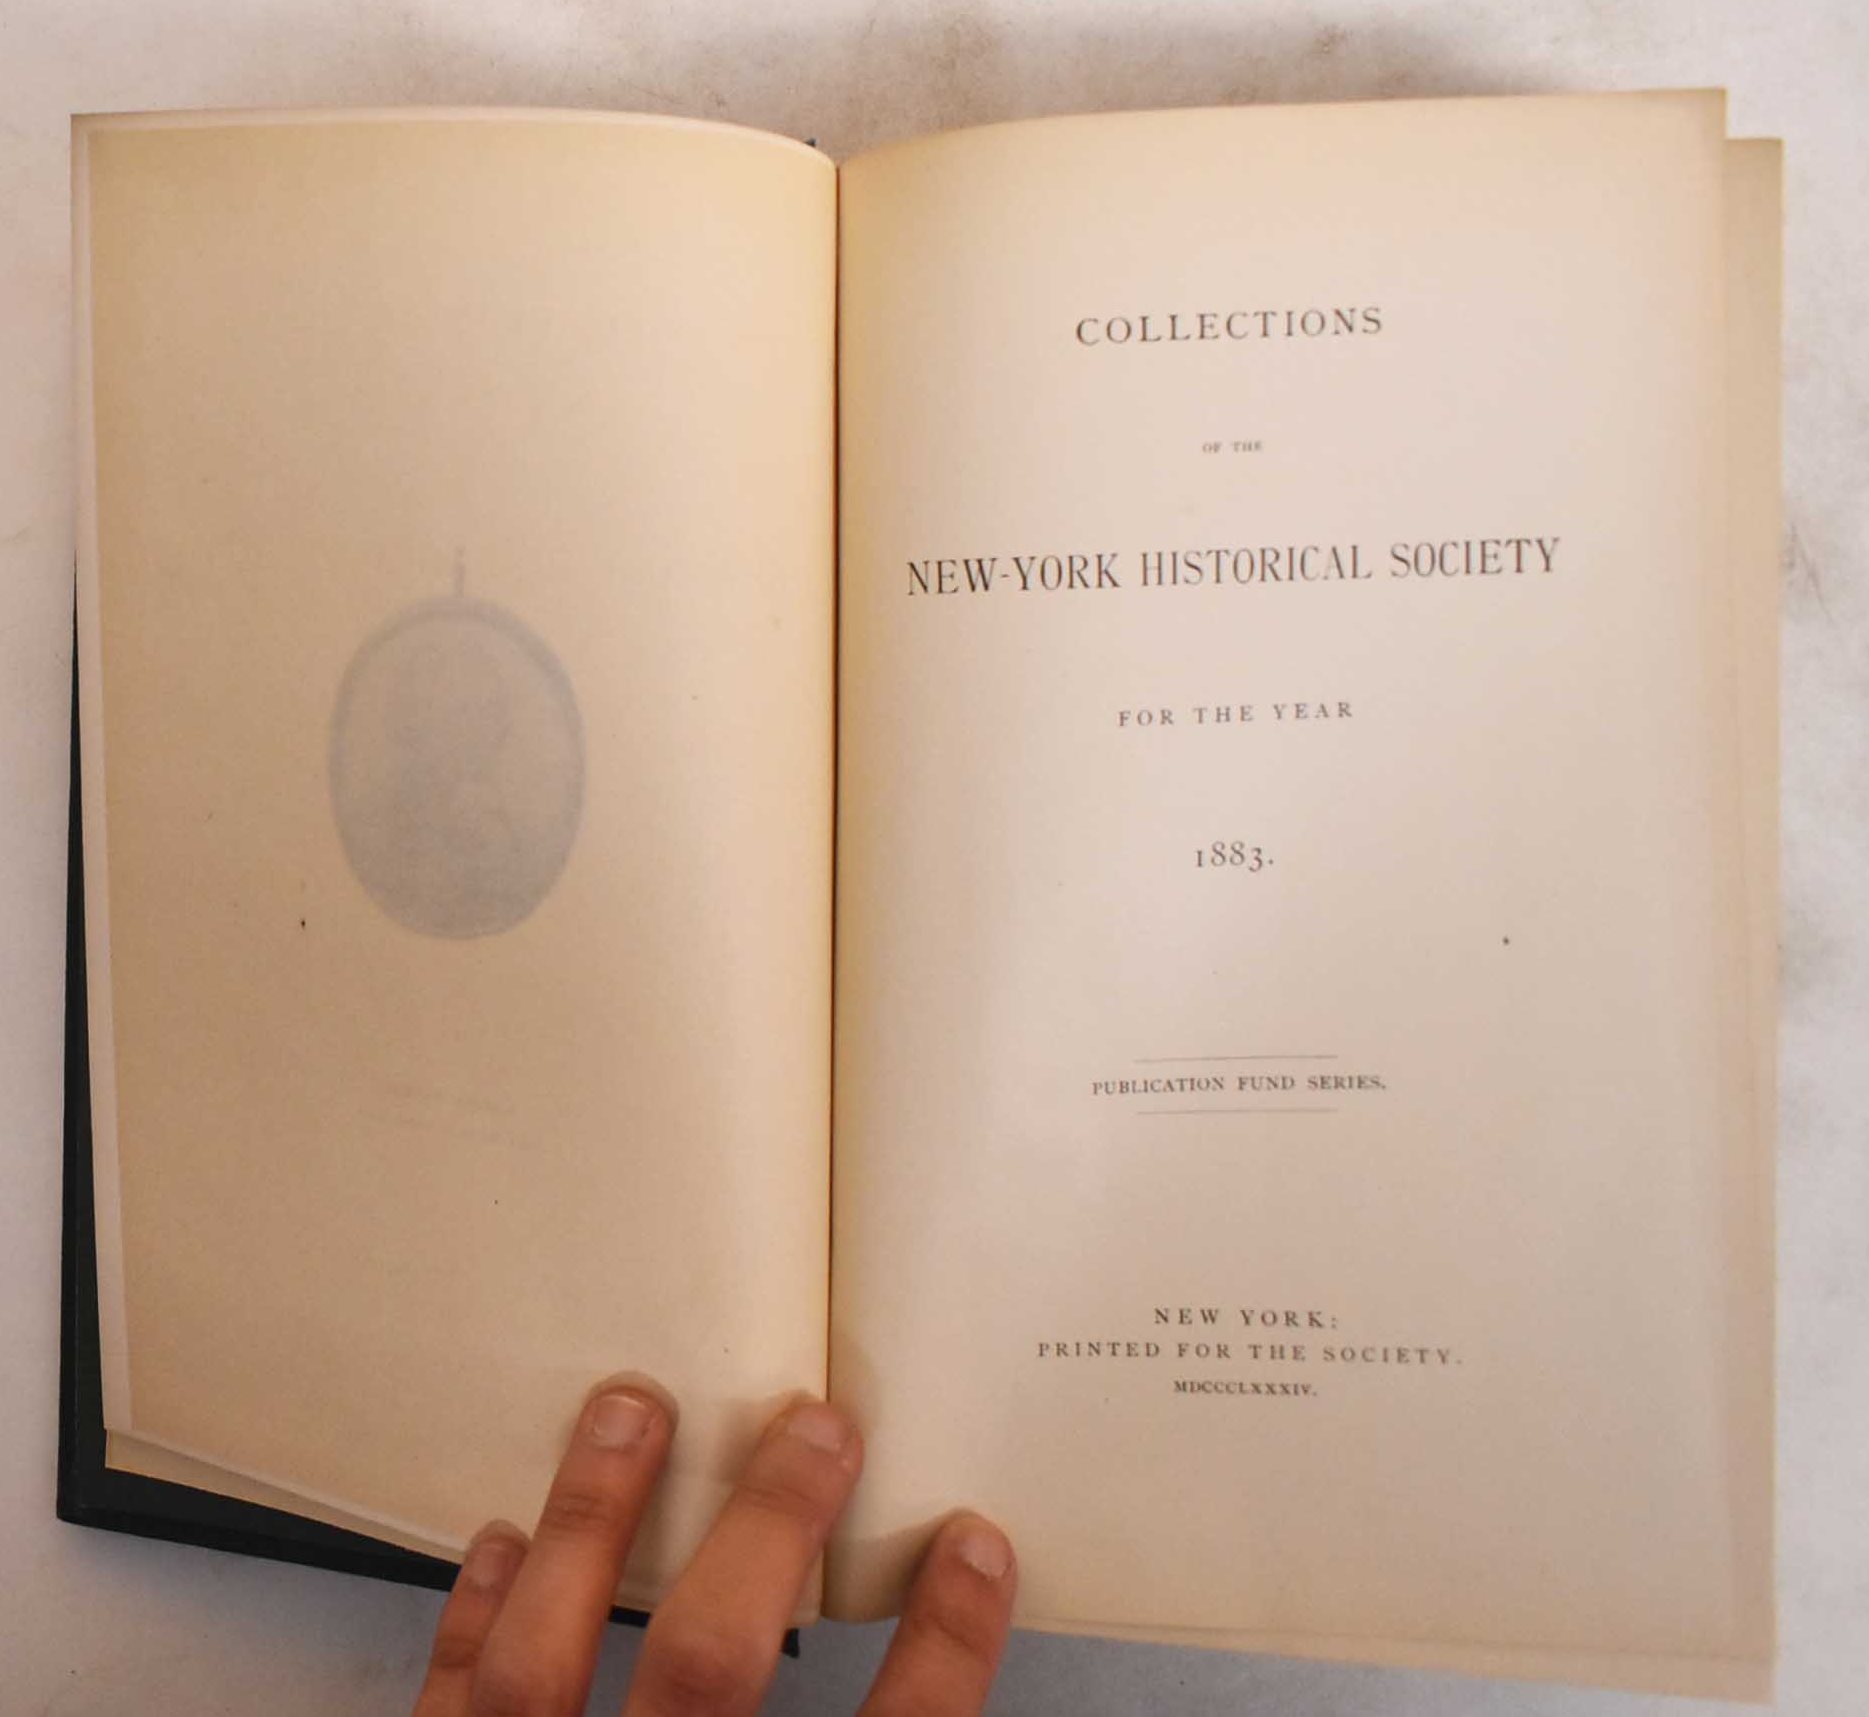 COLLECTIONS
OF THE
NEW-YORK HISTORICAL SOCIETY
FOR THE YEAR
1883.
PUBLICATION FUND SERIES.
NEW YORK:
PRINTED FOR THE SOCIETY.
MDCCCLXXXIV.